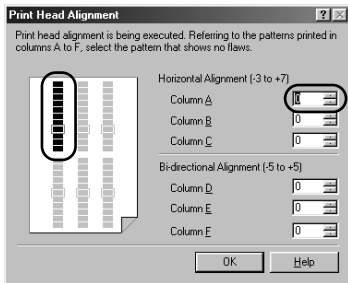 Print Head Alignment
Print head alignment is being executed. Referring to the patterns printed in
columns A to F, select the pattern that shows no flaws.
Horizontal Alignment (-3 to +7)
Column A 0
Column B 0
Column C 0
Bi-directional Alignment (-5 to +5)
Column D 0
Column E 0
Column F 0
OK Help